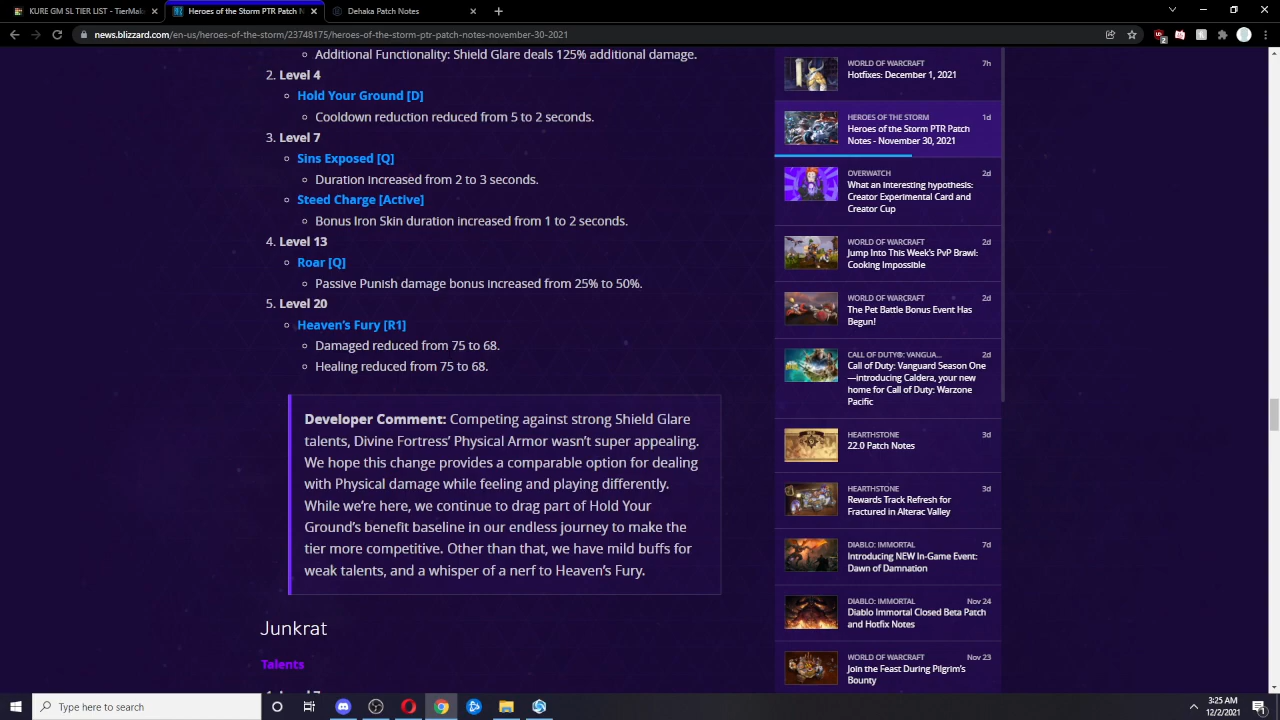 KURE GM SL TIER LIST - TierMak
Heroes of the Storm PTR Patch N
Dehaka Patch Notes
news.blizzard.com/en-us/heroes-of-the-storm/23748175/heroes-of-the-storm-ptr-patch-notes-november-30-2021
Additional Functionality: Shield Glare deals 125% additional damage.
2. Level 4
Hold Your Ground [D]
Cooldown reduction reduced from 5 to 2 seconds.
3. Level 7
Sins Exposed [Q]
Duration increased from 2 to 3 seconds.
Steed Charge [Active]
Bonus Iron Skin duration increased from 1 to 2 seconds.
4. Level 13
Roar [Q]
Passive Punish damage bonus increased from 25% to 50%.
5. Level 20
Heaven's Fury [R1]
Damaged reduced from 75 to 68.
Healing reduced from 75 to 68.
Developer Comment: Competing against strong Shield Glare
talents, Divine Fortress' Physical Armor wasn't super appealing.
We hope this change provides a comparable option for dealing
with Physical damage while feeling and playing differently.
While we're here, we continue to drag part of Hold Your
Ground's benefit baseline in our endless journey to make the
tier more competitive. Other than that, we have mild buffs for
weak talents, and a whisper of a nerf to Heaven's Fury.
Junkrat
Talents
WORLD OF WARCRAFT 7h
Hotfixes: December 1, 2021
HEROES OF THE STORM 1d
Heroes of the Storm PTR Patch
Notes - November 30, 2021
OVERWATCH 2d
What an interesting hypothesis:
Creator Experimental Card and
Creator Cup
WORLD OF WARCRAFT 2d
Jump Into This Week's PvP Brawl:
Cooking Impossible
WORLD OF WARCRAFT 2d
The Pet Battle Bonus Event Has
Begun!
CALL OF DUTY®: VANGUA... 2d
Call of Duty: Vanguard Season One
—introducing Caldera, your new
home for Call of Duty: Warzone
Pacific
HEARTHSTONE 3d
22.0 Patch Notes
HEARTHSTONE 3d
Rewards Track Refresh for
Fractured in Alterac Valley
DIABLO: IMMORTAL 7d
Introducing NEW In-Game Event:
Dawn of Damnation
DIABLO: IMMORTAL Nov 24
Diablo Immortal Closed Beta Patch
and Hotfix Notes
WORLD OF WARCRAFT Nov 23
Join the Feast During Pilgrim's
Bounty
Type here to search
3:25 AM
12/2/2021